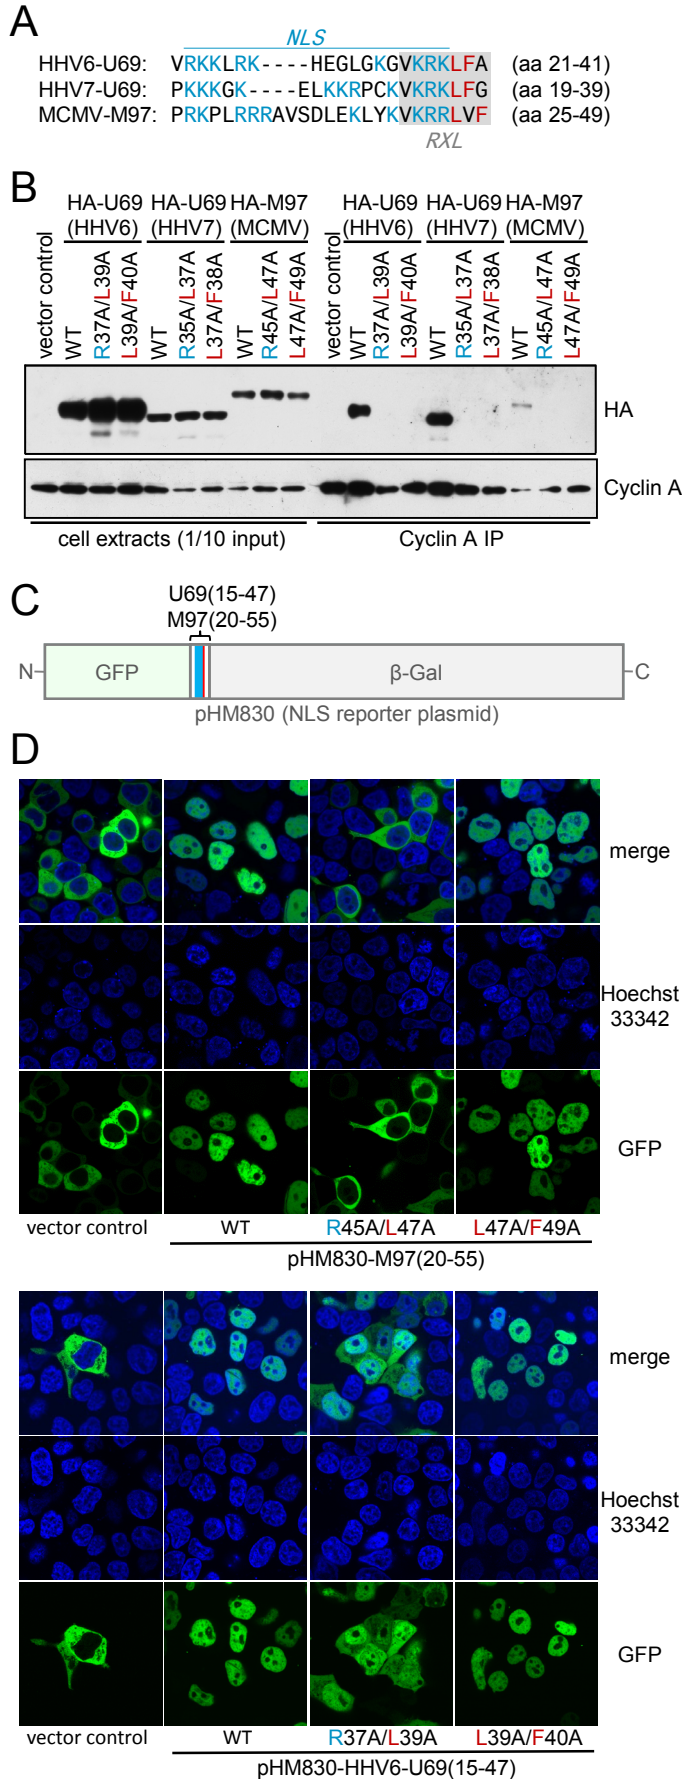 A
NLS
HHV6-U69: VRKKLRK----HEGLGKGVKRKLFA (aa 21-41)
HHV7-U69: PKKKGK----ELKKRPCKVKRKLFG (aa 19-39)
MCMV-M97: PRKPLRRRAVSDLEKLYKVKRRLVF (aa 25-49)
RXL
B
HA-U69 HA-U69 HA-M97 HA-U69 HA-U69 HA-M97
(HHV6) (HHV7) (MCMV) (HHV6) (HHV7) (MCMV)
vector control
WT
R37A/L39A
L39A/F40A
WT
R35A/L37A
L37A/F38A
WT
R45A/L47A
L47A/F49A
vector control
WT
R37A/L39A
L39A/F40A
WT
R35A/L37A
L37A/F38A
WT
R45A/L47A
L47A/F49A
HA
Cyclin A
cell extracts (1/10 input) Cyclin A IP
C
U69(15-47)
M97(20-55)
N GFP β-Gal C
pHM830 (NLS reporter plasmid)
D
merge
Hoechst
33342
GFP
vector control WT R45A/L47A L47A/F49A
pHM830-M97(20-55)
merge
Hoechst
33342
GFP
vector control WT R37A/L39A L39A/F40A
pHM830-HHV6-U69(15-47)